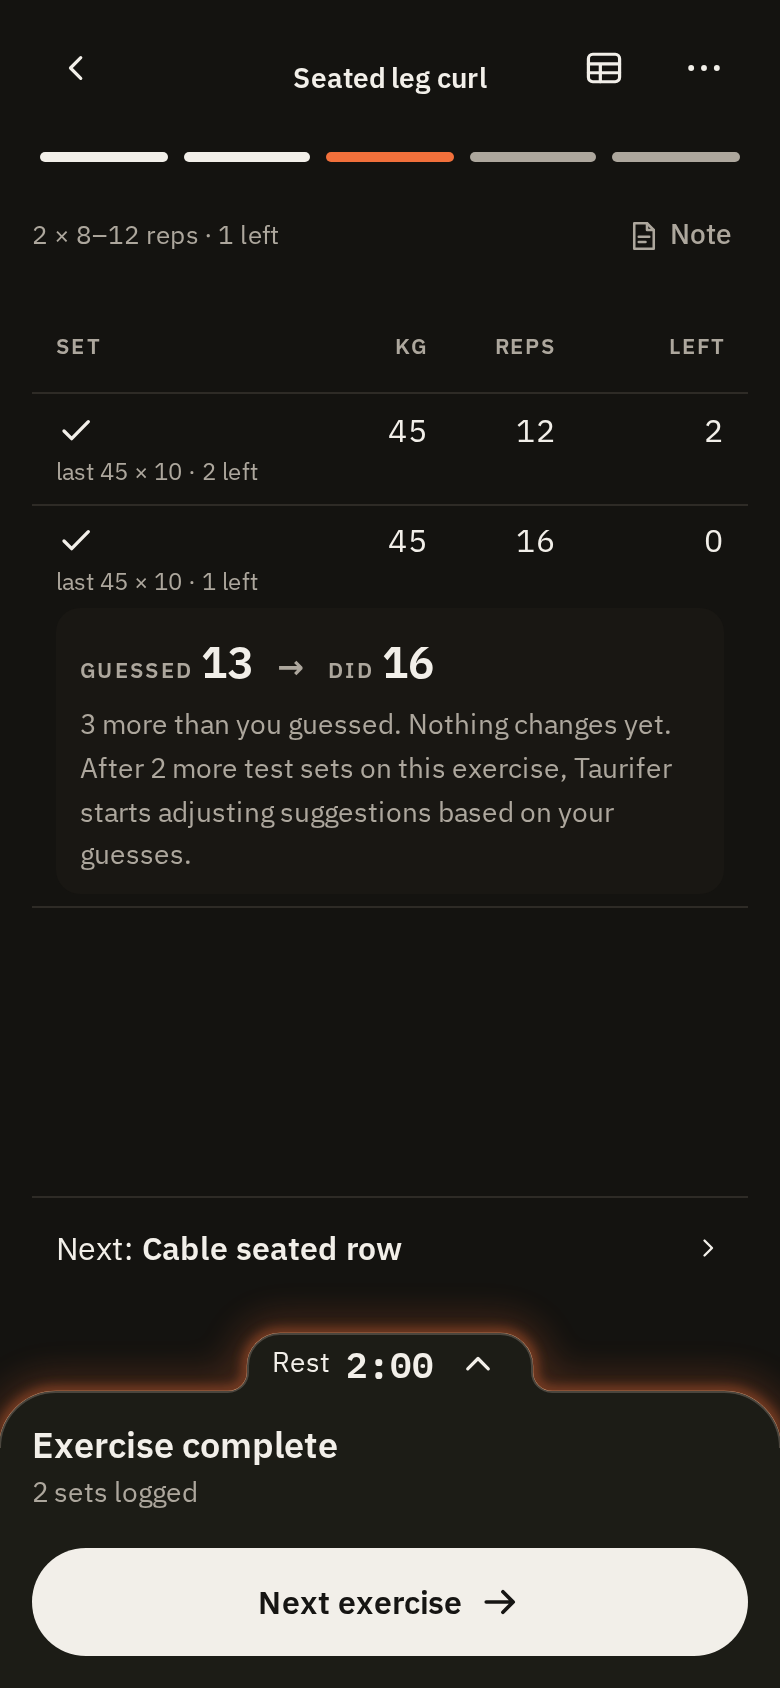 Seated leg curl
2 × 8–12 reps · 1 left
Note
SET KG REPS LEFT
45 12 2
last 45 × 10 · 2 left
45 16 0
last 45 × 10 · 1 left
GUESSED 13 → DID 16
3 more than you guessed. Nothing changes yet.
After 2 more test sets on this exercise, Taurifer
starts adjusting suggestions based on your
guesses.
Next: Cable seated row
Rest 2:00
Exercise complete
2 sets logged
Next exercise →